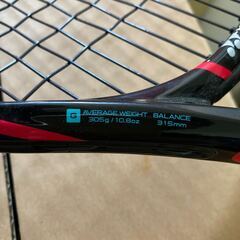 G AVERAGE WEIGHT BALANCE
305g / 10.8oz 315mm